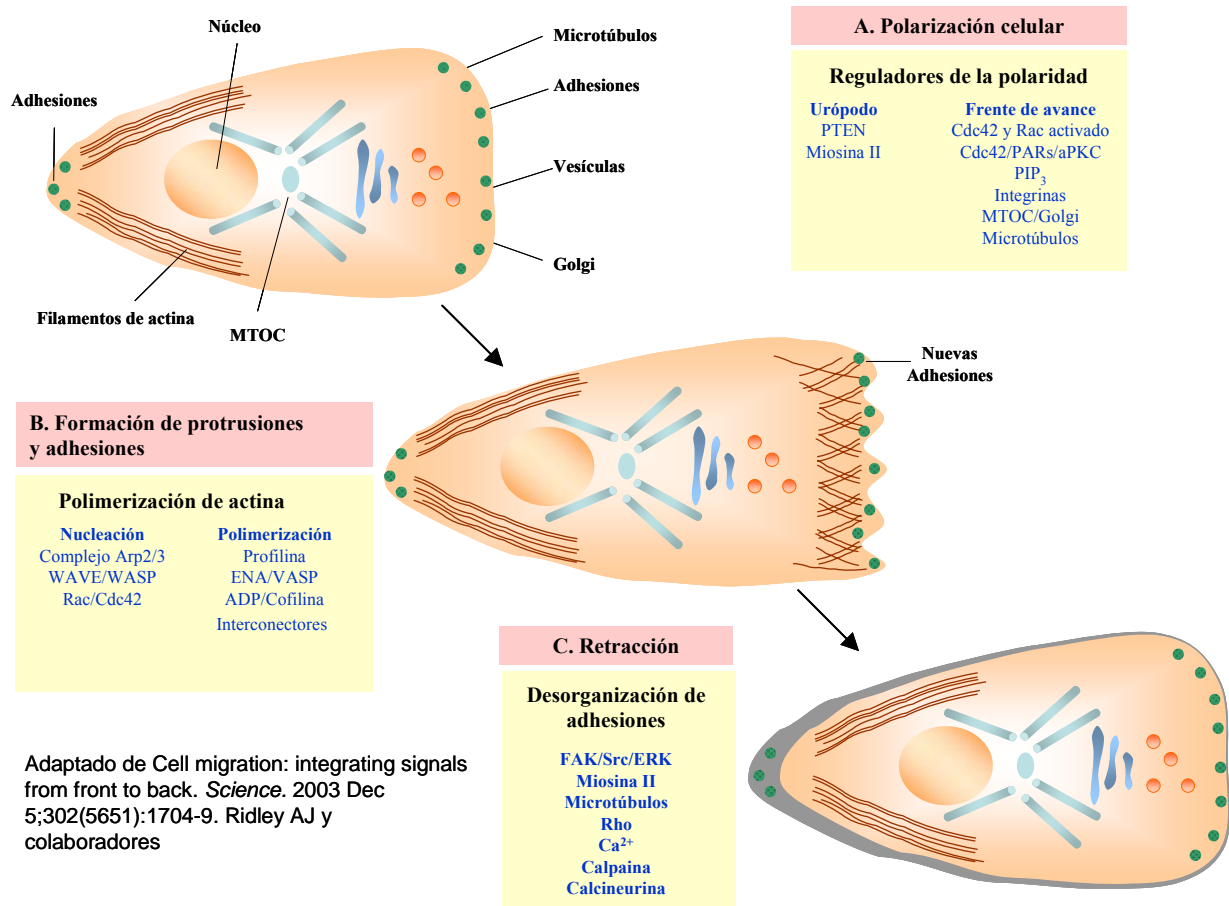 Núcleo
Microtúbulos
Adhesiones
Adhesiones
Vesículas
Golgi
Filamentos de actina
MTOC
A. Polarización celular
Reguladores de la polaridad
Urópodo
PTEN
Miosina II
Frente de avance
Cdc42 y Rac activado
Cdc42/PARs/aPKC
PIP3
Integrinas
MTOC/Golgi
Microtúbulos
Nuevas
Adhesiones
B. Formación de protrusiones
y adhesiones
Polimerización de actina
Nucleación
Complejo Arp2/3
WAVE/WASP
Rac/Cdc42
Polimerización
Profilina
ENA/VASP
ADP/Cofilina
Interconectores
C. Retracción
Desorganización de
adhesiones
FAK/Src/ERK
Miosina II
Microtúbulos
Rho
Ca2+
Calpaina
Calcineurina
Adaptado de Cell migration: integrating signals
from front to back. Science. 2003 Dec
5;302(5651):1704-9. Ridley AJ y
colaboradores